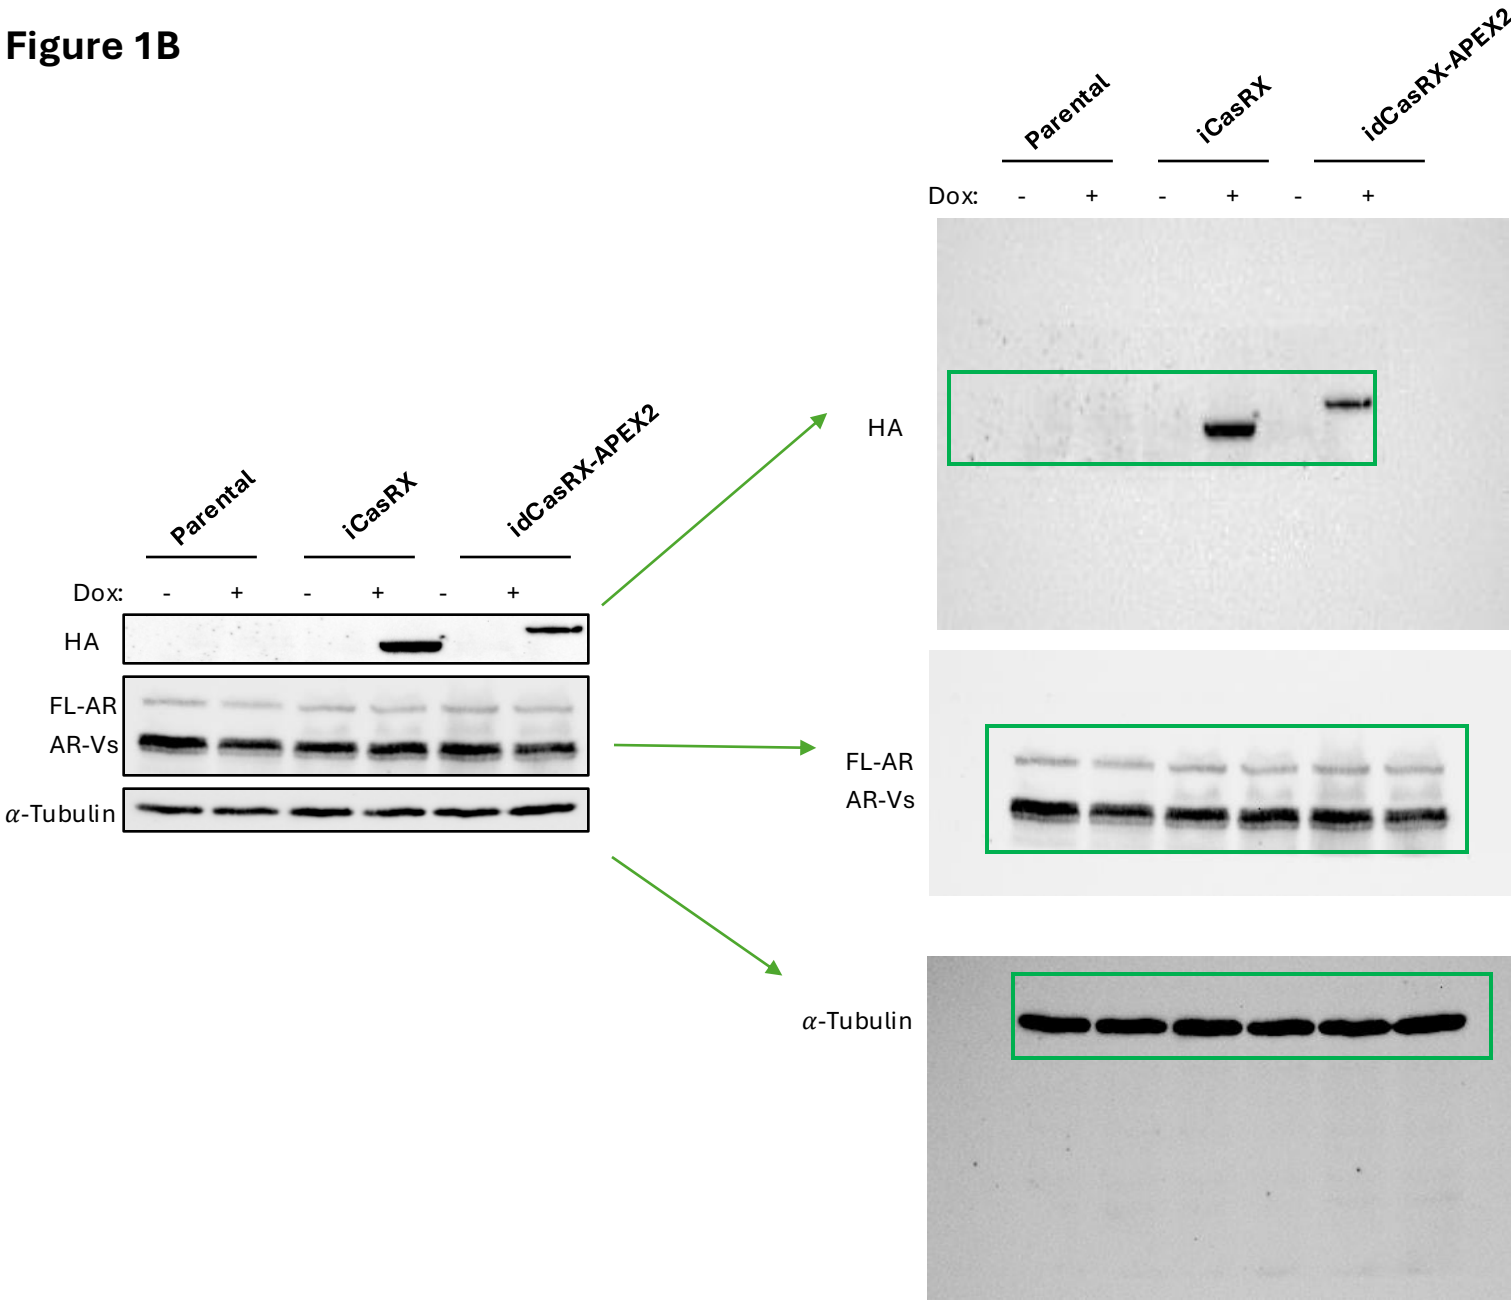 Figure 1B
Parental iCasRX idCasRX-APEX2
Dox: - + - + - +
HA
FL-AR
AR-Vs
α-Tubulin
Parental iCasRX idCasRX-APEX2
Dox: - + - + - +
HA
FL-AR
AR-Vs
α-Tubulin